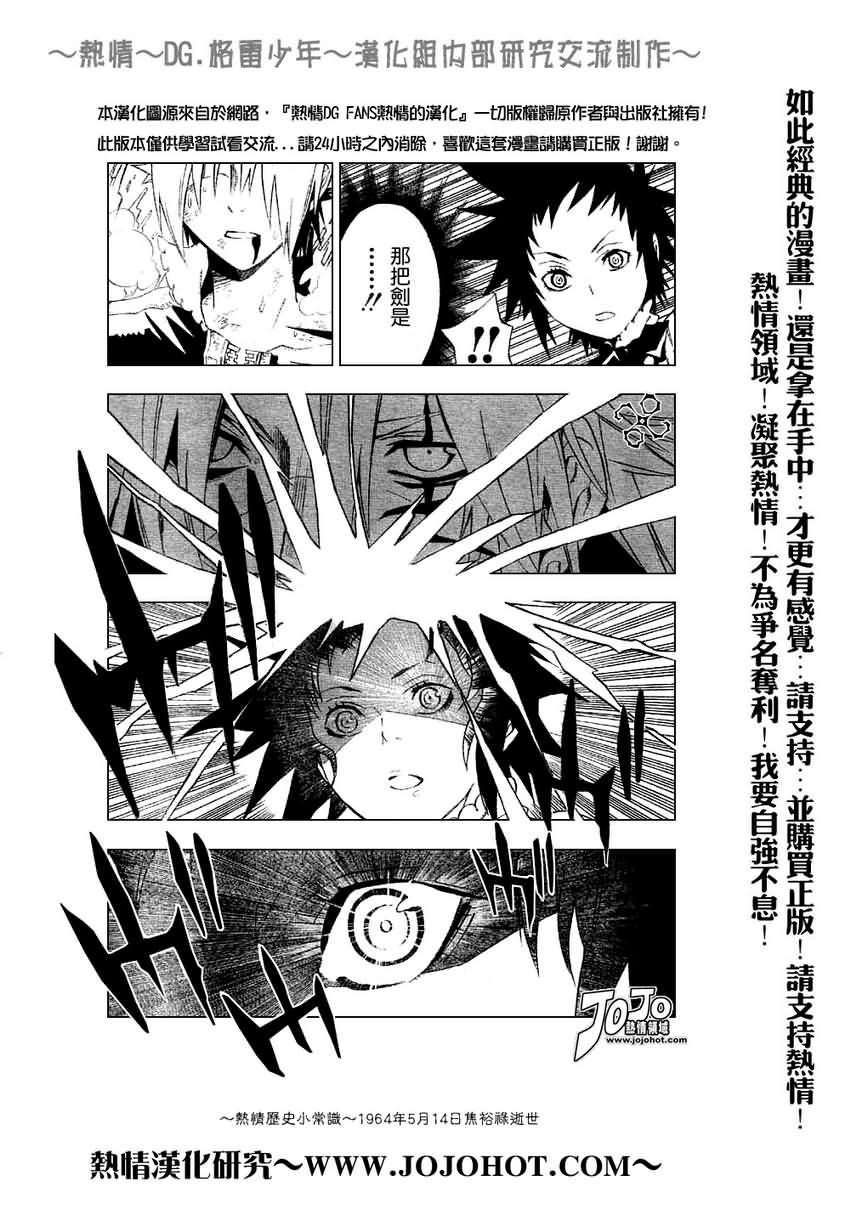 ～熱情～DG.格雷少年～漢化組內部研究交流制作～
本漢化圖源來自於網路，『熱情DG FANS熱情的漢化』一切版權歸原作者與出版社擁有！
此版本僅供學習試看交流...請24小時之內消除，喜歡這套漫畫請購買正版！謝謝。
如此經典的漫畫！還是拿在手中…才更有感覺…請支持…並購買正版！請支持熱情！
熱情領域！凝聚熱情！不為爭名奪利！我要自強不息！
那把劍是
……!!
!!
ドドドド
JOJO
熱情領域
www.jojohot.com
～熱情歷史小常識～1964年5月14日焦裕祿逝世
熱情漢化研究～WWW.JOJOHOT.COM～